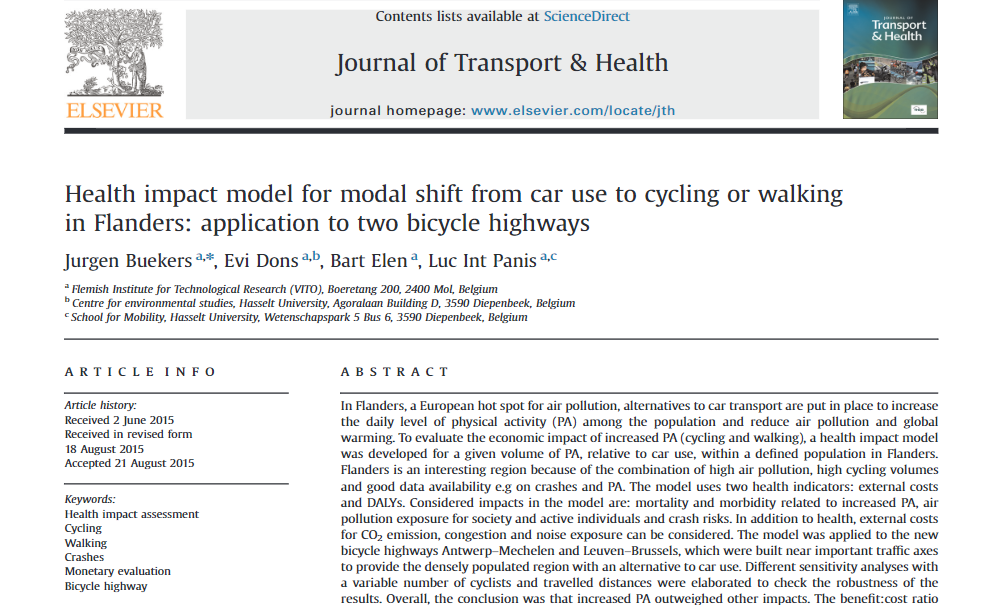 Contents lists available at ScienceDirect
Journal of Transport & Health
journal homepage: www.elsevier.com/locate/jth
ELSEVIER
JOURNAL OF
Transport
& Health
Health impact model for modal shift from car use to cycling or walking
in Flanders: application to two bicycle highways
Jurgen Buekers a,*, Evi Dons a,b, Bart Elen a, Luc Int Panis a,c
a Flemish Institute for Technological Research (VITO), Boeretang 200, 2400 Mol, Belgium
b Centre for environmental studies, Hasselt University, Agoralaan Building D, 3590 Diepenbeek, Belgium
c School for Mobility, Hasselt University, Wetenschapspark 5 Bus 6, 3590 Diepenbeek, Belgium
ARTICLE INFO
Article history:
Received 2 June 2015
Received in revised form
18 August 2015
Accepted 21 August 2015
Keywords:
Health impact assessment
Cycling
Walking
Crashes
Monetary evaluation
Bicycle highway
ABSTRACT
In Flanders, a European hot spot for air pollution, alternatives to car transport are put in place to increase
the daily level of physical activity (PA) among the population and reduce air pollution and global
warming. To evaluate the economic impact of increased PA (cycling and walking), a health impact model
was developed for a given volume of PA, relative to car use, within a defined population in Flanders.
Flanders is an interesting region because of the combination of high air pollution, high cycling volumes
and good data availability e.g on crashes and PA. The model uses two health indicators: external costs
and DALYs. Considered impacts in the model are: mortality and morbidity related to increased PA, air
pollution exposure for society and active individuals and crash risks. In addition to health, external costs
for CO₂ emission, congestion and noise exposure can be considered. The model was applied to the new
bicycle highways Antwerp–Mechelen and Leuven–Brussels, which were built near important traffic axes
to provide the densely populated region with an alternative to car use. Different sensitivity analyses with
a variable number of cyclists and travelled distances were elaborated to check the robustness of the
results. Overall, the conclusion was that increased PA outweighed other impacts. The benefit:cost ratio